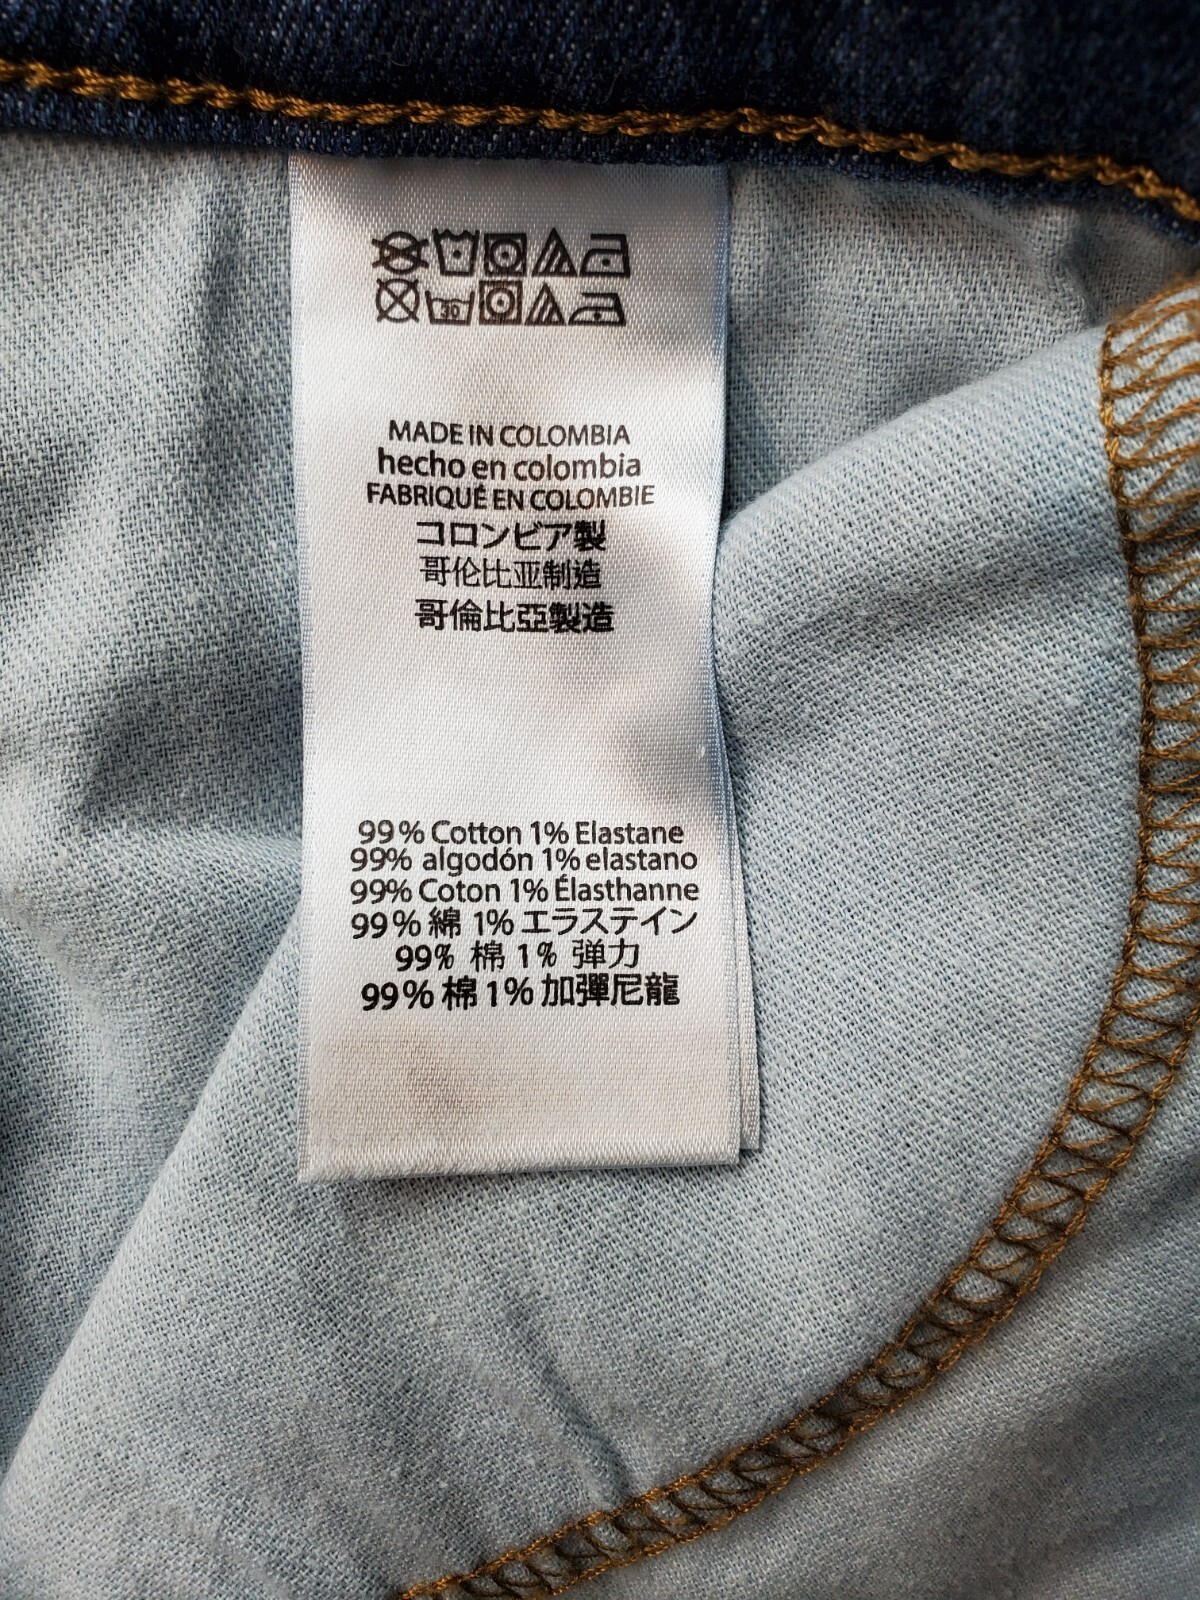 30
MADE IN COLOMBIA
hecho en colombia
FABRIQUÉ EN COLOMBIE
コロンビア製
哥伦比亚制造
哥倫比亞製造
99% Cotton 1% Elastane
99% algodón 1% elastano
99% Coton 1% Élasthanne
99% 綿 1% エラステイン
99% 棉 1% 弹力
99% 棉 1% 加彈尼龍